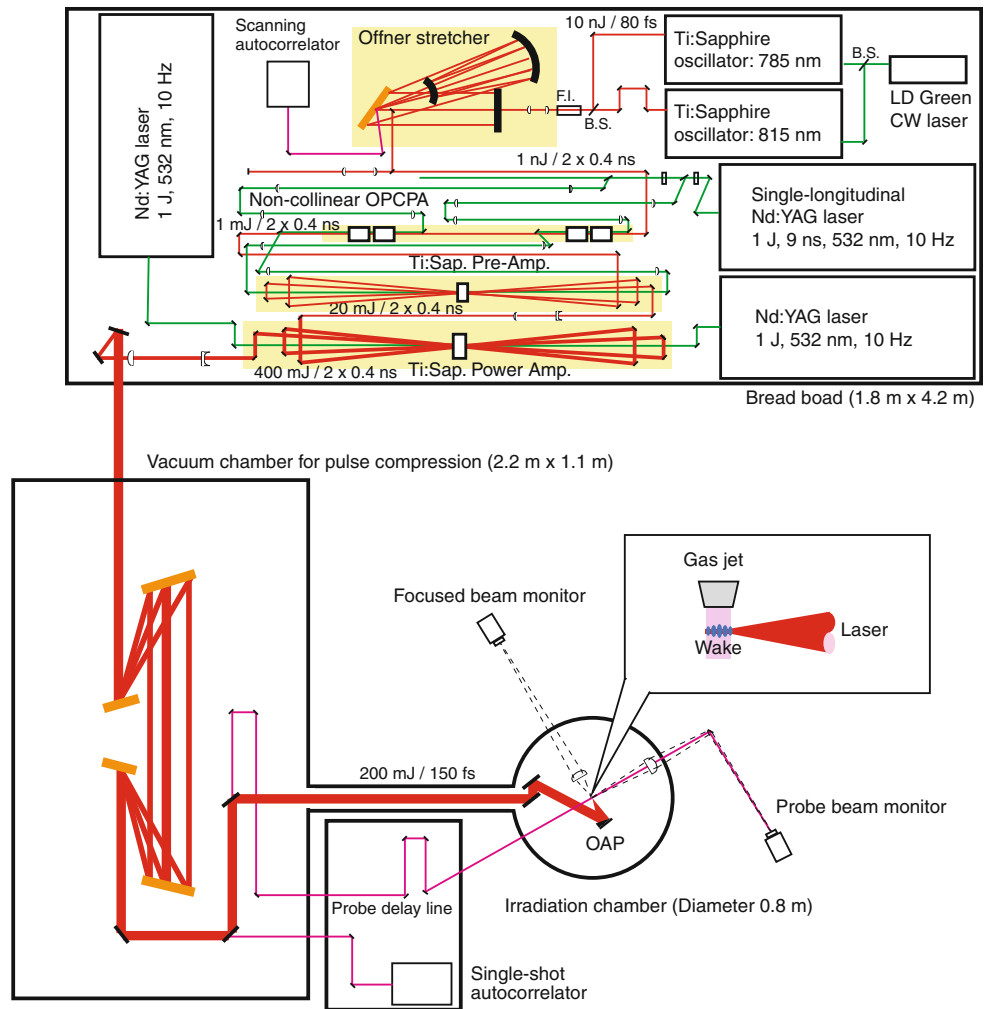 Nd:YAG laser
1 J, 532 nm, 10 Hz
Scanning
autocorrelator
Offner stretcher
10 nJ / 80 fs
Ti:Sapphire
oscillator: 785 nm
B.S.
LD Green
CW laser
F.I.
B.S.
Ti:Sapphire
oscillator: 815 nm
1 nJ / 2 x 0.4 ns
Non-collinear OPCPA
1 mJ / 2 x 0.4 ns
Single-longitudinal
Nd:YAG laser
1 J, 9 ns, 532 nm, 10 Hz
Ti:Sap. Pre-Amp.
20 mJ / 2 x 0.4 ns
Nd:YAG laser
1 J, 532 nm, 10 Hz
400 mJ / 2 x 0.4 ns
Ti:Sap. Power Amp.
Bread boad (1.8 m x 4.2 m)
Vacuum chamber for pulse compression (2.2 m x 1.1 m)
Gas jet
Focused beam monitor
Laser
Wake
200 mJ / 150 fs
Probe beam monitor
OAP
Probe delay line
Irradiation chamber (Diameter 0.8 m)
Single-shot
autocorrelator